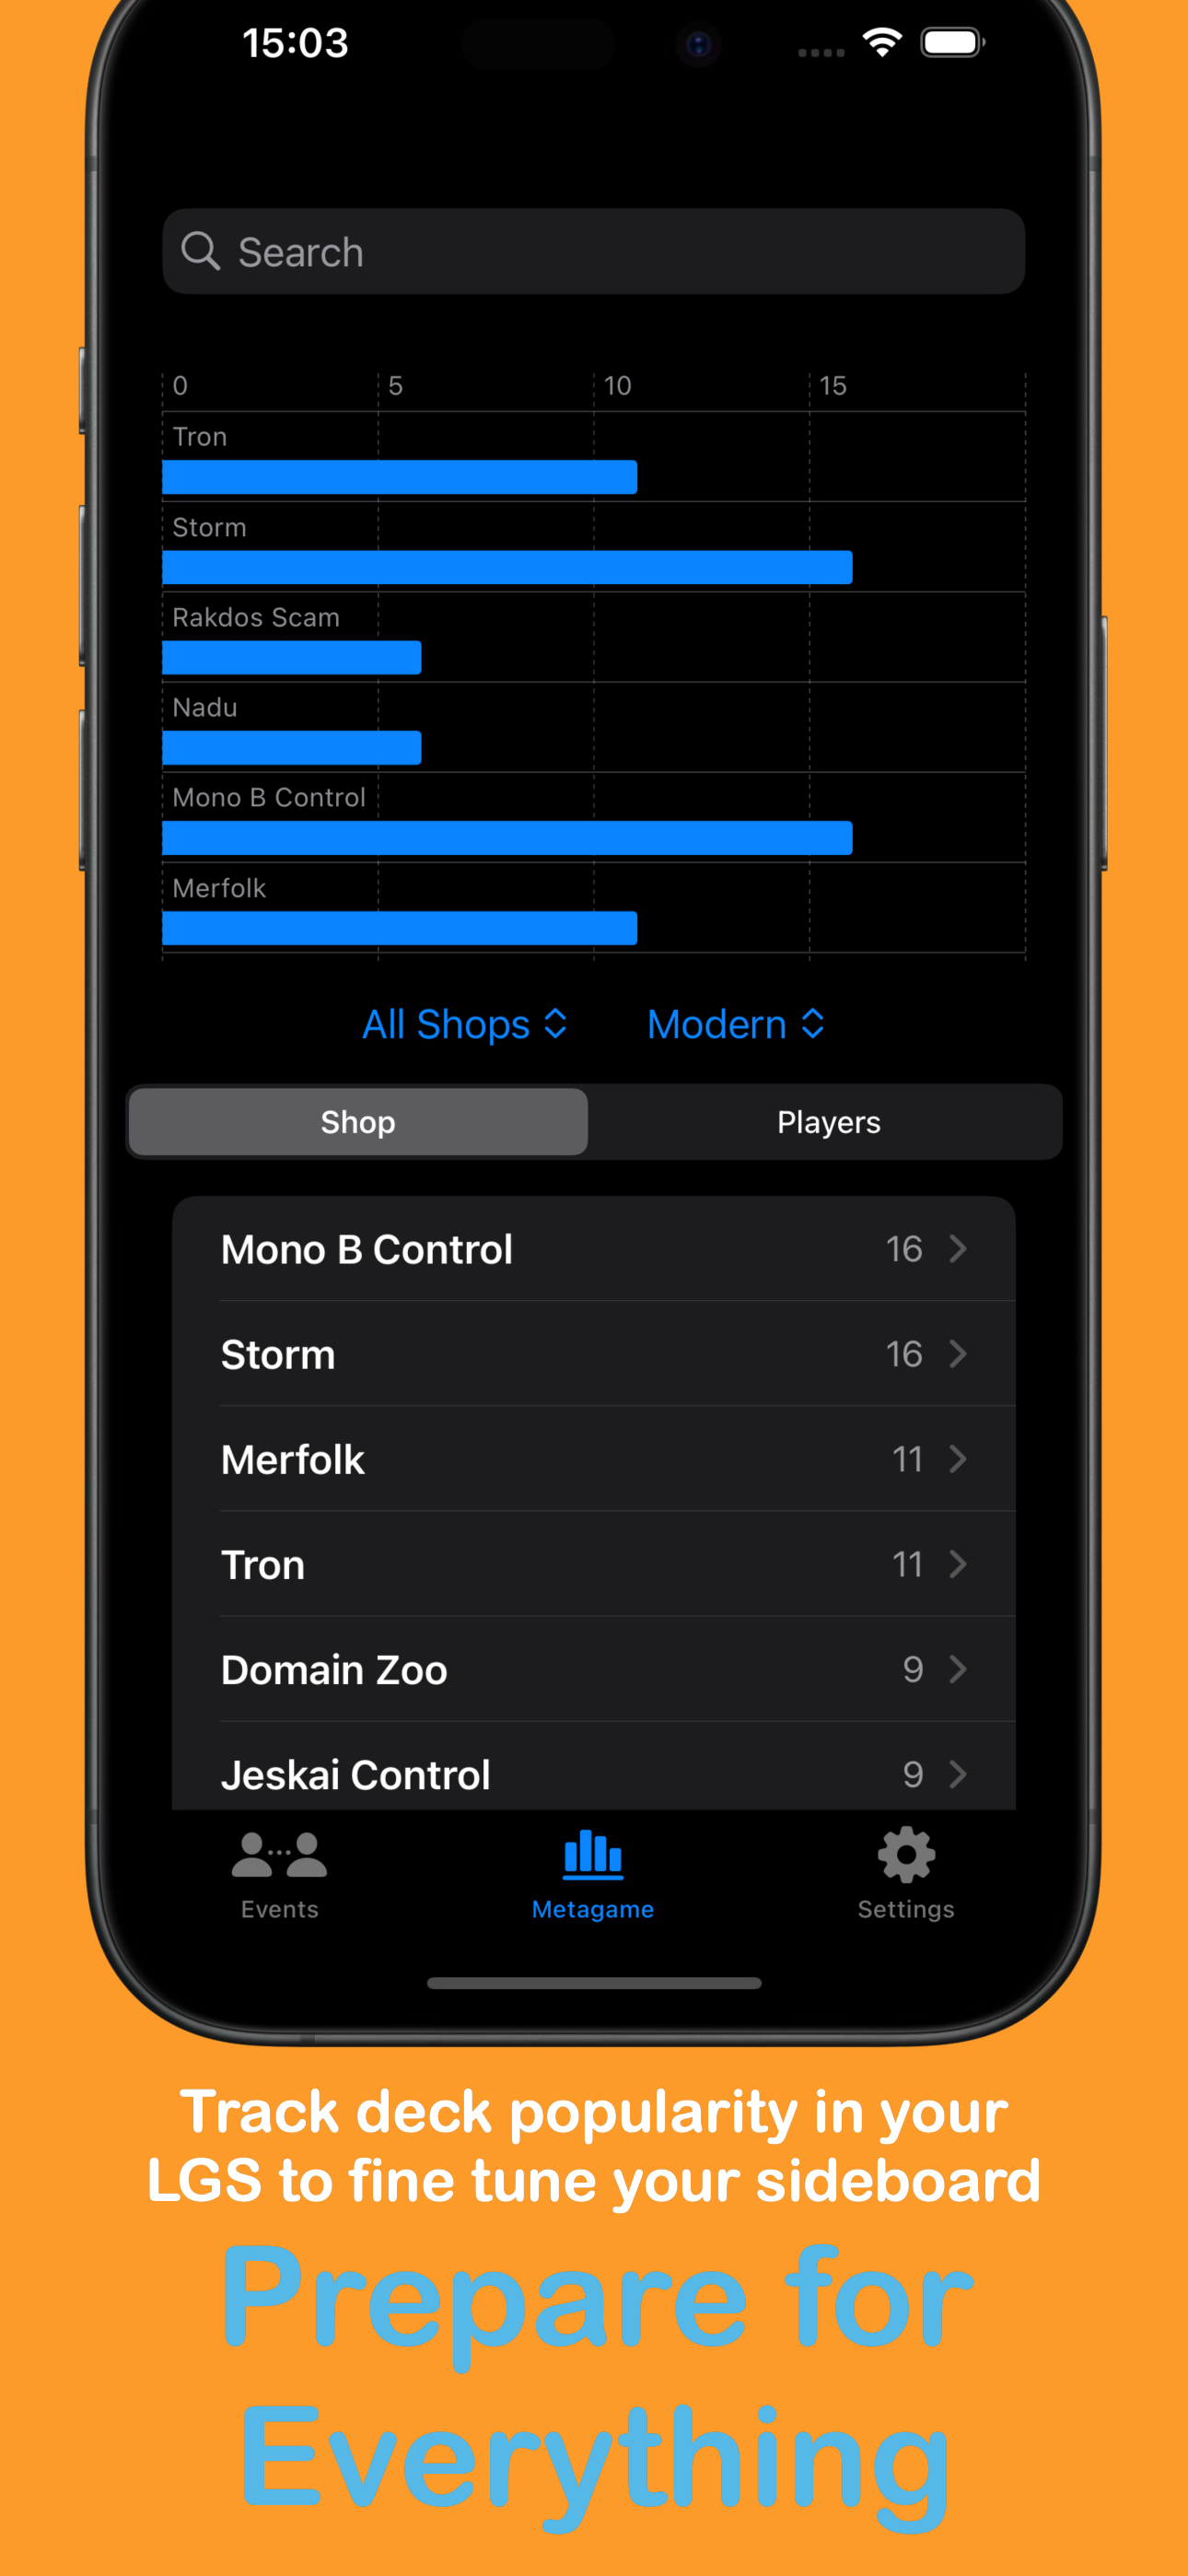 15:03
Search
0 5 10 15
Tron
Storm
Rakdos Scam
Nadu
Mono B Control
Merfolk
All Shops Modern
Shop Players
Mono B Control 16
Storm 16
Merfolk 11
Tron 11
Domain Zoo 9
Jeskai Control 9
Events Metagame Settings
Track deck popularity in your
LGS to fine tune your sideboard
Prepare for
Everything